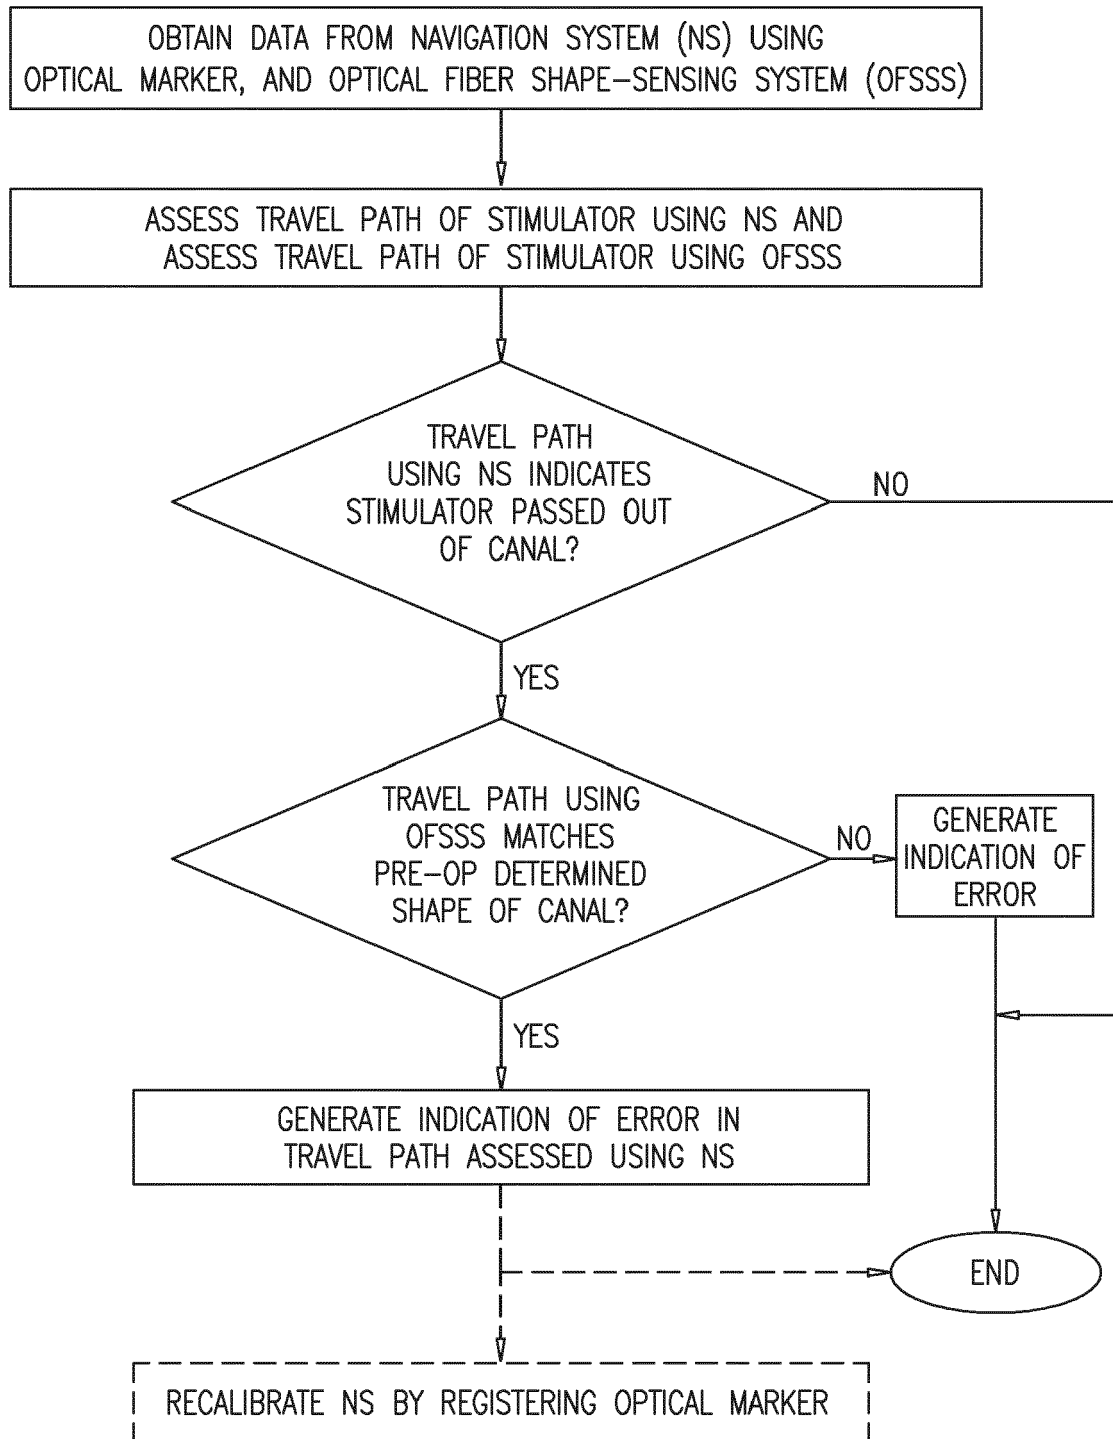 OBTAIN DATA FROM NAVIGATION SYSTEM (NS) USING
OPTICAL MARKER, AND OPTICAL FIBER SHAPE-SENSING SYSTEM (OFSSS)
ASSESS TRAVEL PATH OF STIMULATOR USING NS AND
ASSESS TRAVEL PATH OF STIMULATOR USING OFSSS
TRAVEL PATH
USING NS INDICATES
STIMULATOR PASSED OUT
OF CANAL?
NO
YES
TRAVEL PATH USING
OFSSS MATCHES
PRE-OP DETERMINED
SHAPE OF CANAL?
NO
GENERATE
INDICATION OF
ERROR
YES
GENERATE INDICATION OF ERROR IN
TRAVEL PATH ASSESSED USING NS
END
RECALIBRATE NS BY REGISTERING OPTICAL MARKER